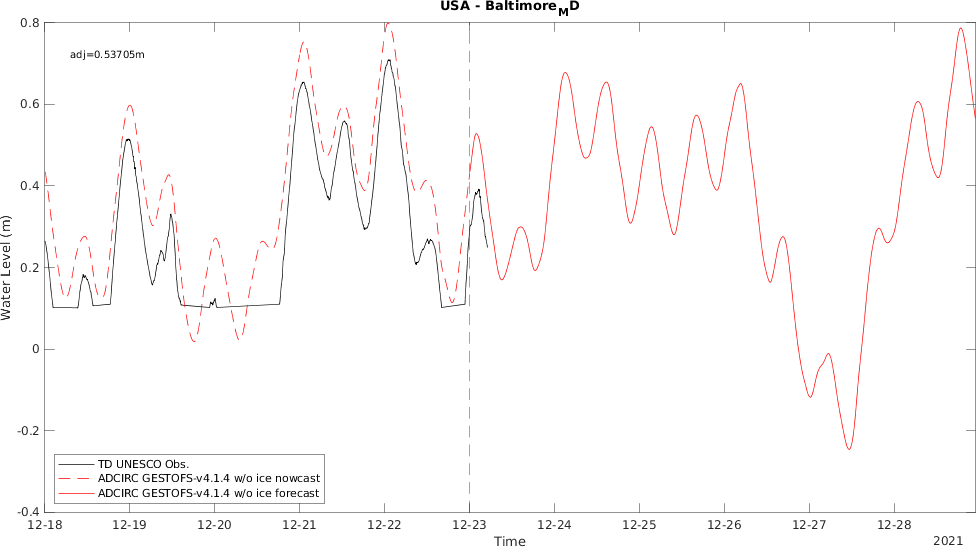 USA - BaltimoreMD
adj=0.53705m
0.8
0.6
0.4
0.2
0
-0.2
-0.4
Water Level (m)
TD UNESCO Obs.
ADCIRC GESTOFS-v4.1.4 w/o ice nowcast
ADCIRC GESTOFS-v4.1.4 w/o ice forecast
12-18 12-19 12-20 12-21 12-22 12-23 12-24 12-25 12-26 12-27 12-28
Time
2021